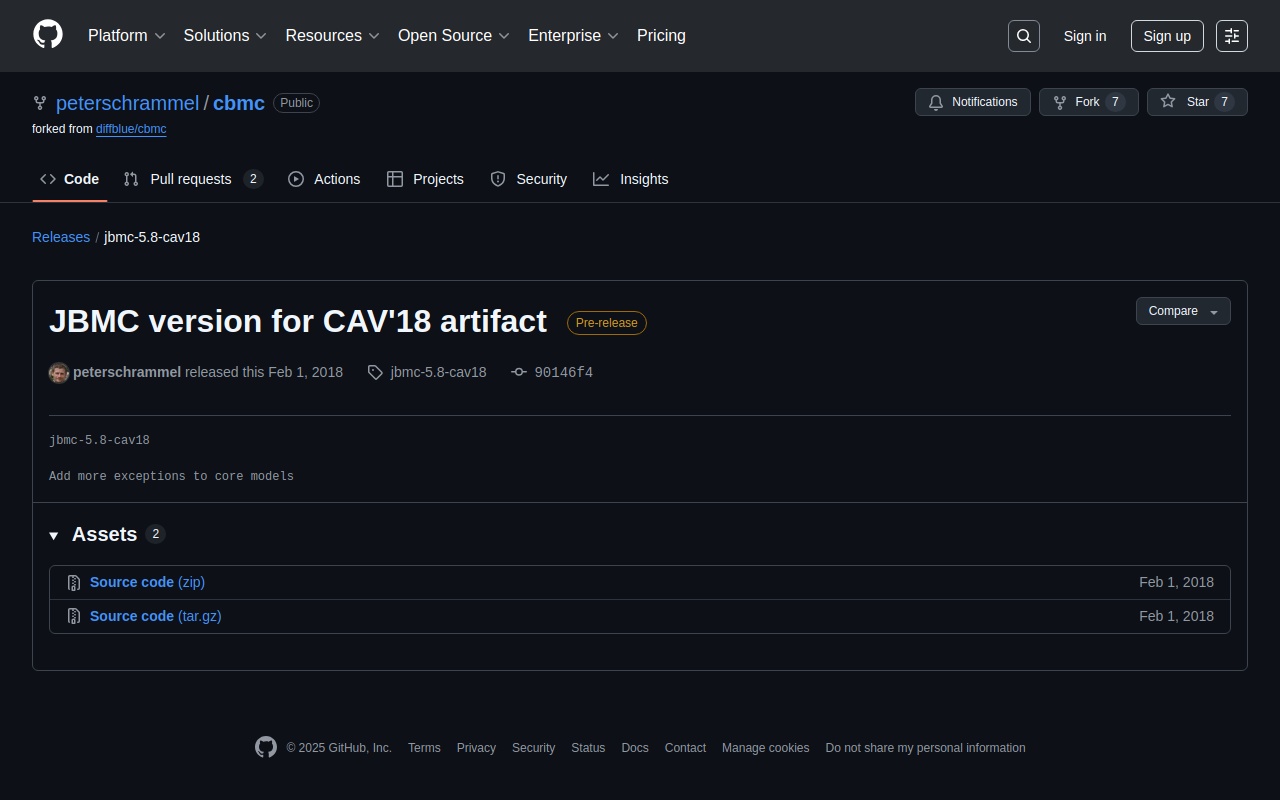 Platform Solutions Resources Open Source Enterprise Pricing Sign in Sign up
peterschrammel / cbmc Public Notifications Fork 7 Star 7
forked from diffblue/cbmc
Code Pull requests 2 Actions Projects Security Insights
Releases / jbmc-5.8-cav18
JBMC version for CAV'18 artifact Pre-release Compare
peterschrammel released this Feb 1, 2018 jbmc-5.8-cav18 90146f4
jbmc-5.8-cav18
Add more exceptions to core models
Assets 2
Source code (zip) Feb 1, 2018
Source code (tar.gz) Feb 1, 2018
© 2025 GitHub, Inc. Terms Privacy Security Status Docs Contact Manage cookies Do not share my personal information